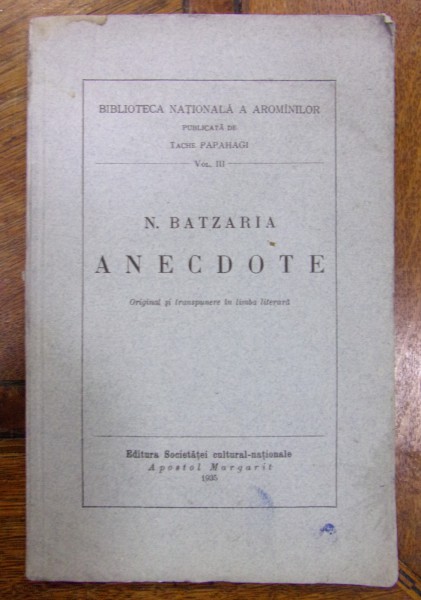 BIBLIOTECA NAȚIONALĂ A AROMÎNILOR
PUBLICATĂ DE
TACHE PAPAHAGI
VOL. III
N. BATZARIA
ANECDOTE
Original și transpunere în limba literară
Editura Societăței cultural-naționale
Apostol Margarit
1935